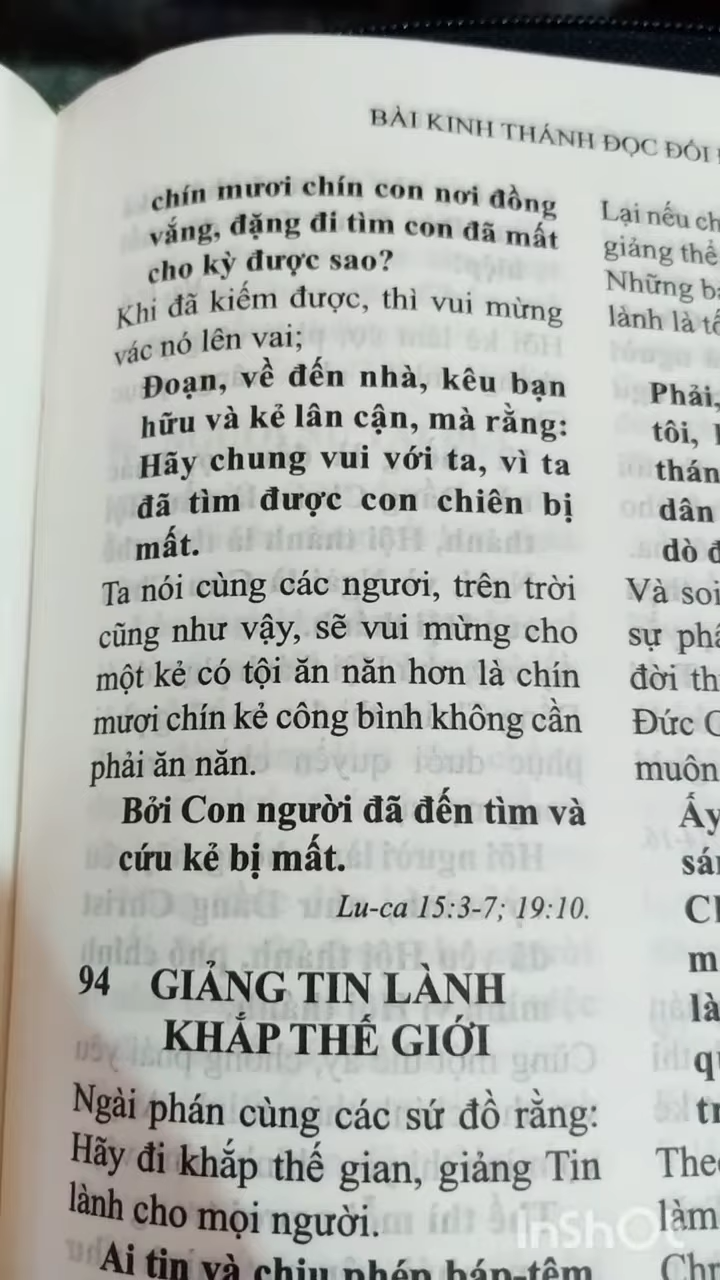 BÀI KINH THÁNH ĐỌC ĐỐI
chín mươi chín con nơi đồng
vắng, đặng đi tìm con đã mất
cho kỳ được sao?
Khi đã kiếm được, thì vui mừng
vác nó lên vai;
Đoạn, về đến nhà, kêu bạn
hữu và kẻ lân cận, mà rằng:
Hãy chung vui với ta, vì ta
đã tìm được con chiên bị
mất.
Ta nói cùng các ngươi, trên trời
cũng như vậy, sẽ vui mừng cho
một kẻ có tội ăn năn hơn là chín
mươi chín kẻ công bình không cần
phải ăn năn.
Bởi Con người đã đến tìm và
cứu kẻ bị mất.
Lu-ca 15:3-7; 19:10.
94 GIẢNG TIN LÀNH
KHẮP THẾ GIỚI
Ngài phán cùng các sứ đồ rằng:
Hãy đi khắp thế gian, giảng Tin
lành cho mọi người.
Ai tin và chịu phép báp-têm
Lại nếu
giảng thể
Những
lành là
Phải,
tôi,
dân
dò
Và soi
sự
đời
Đức
muôn
Ấy
m
là
làm
InShOt